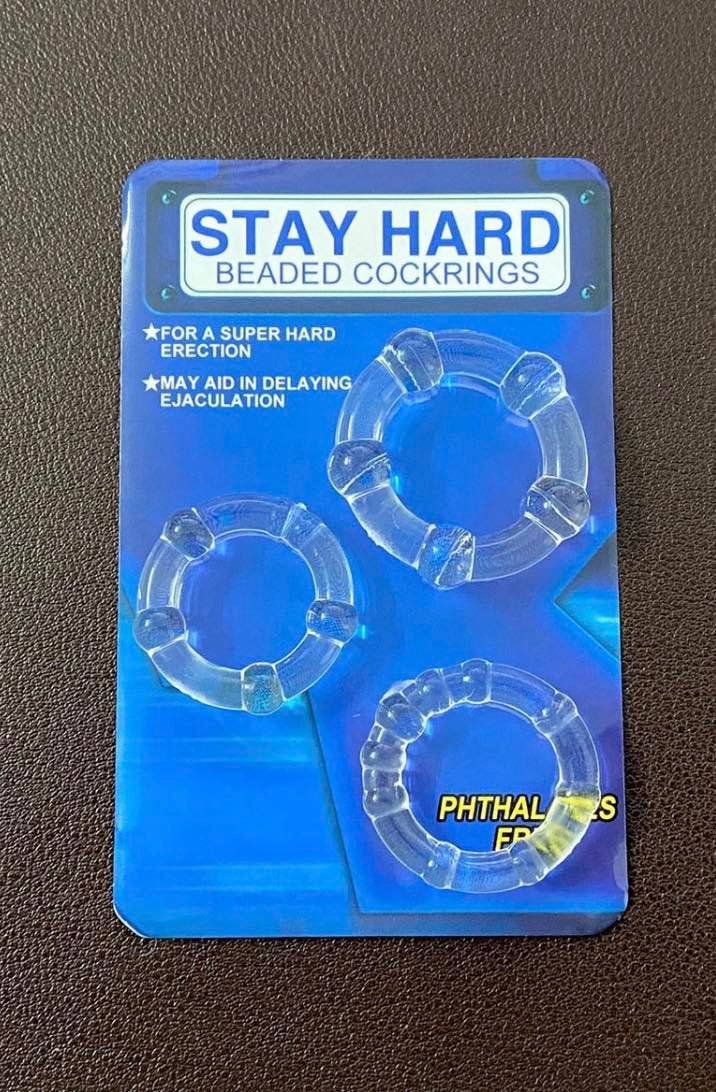 STAY HARD
BEADED COCKRINGS
★FOR A SUPER HARD
ERECTION
★MAY AID IN DELAYING
EJACULATION